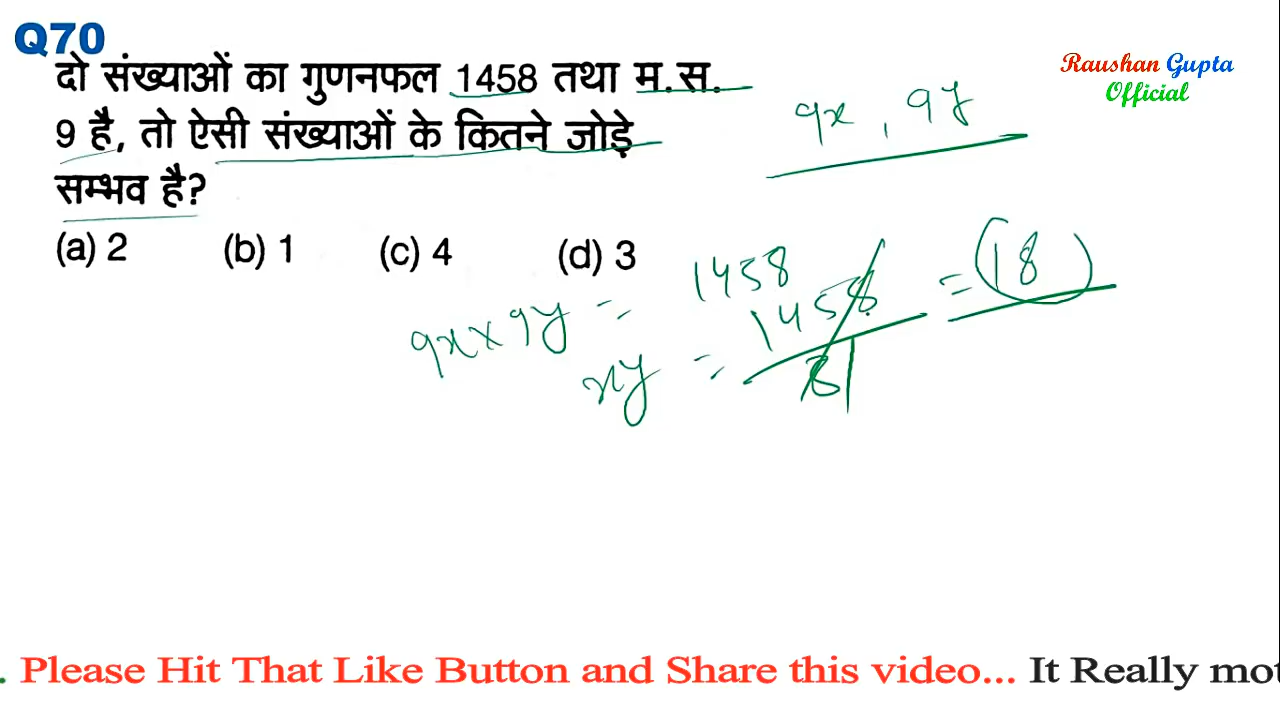 Q70
दो संख्याओं का गुणनफल 1458 तथा म.स.
9 है, तो ऐसी संख्याओं के कितने जोड़े
सम्भव है?
(a) 2 (b) 1 (c) 4 (d) 3
Raushan Gupta
Official
9x , 9y
9x × 9y = 1458
xy = 1458/81 = (18)
. Please Hit That Like Button and Share this video... It Really mot